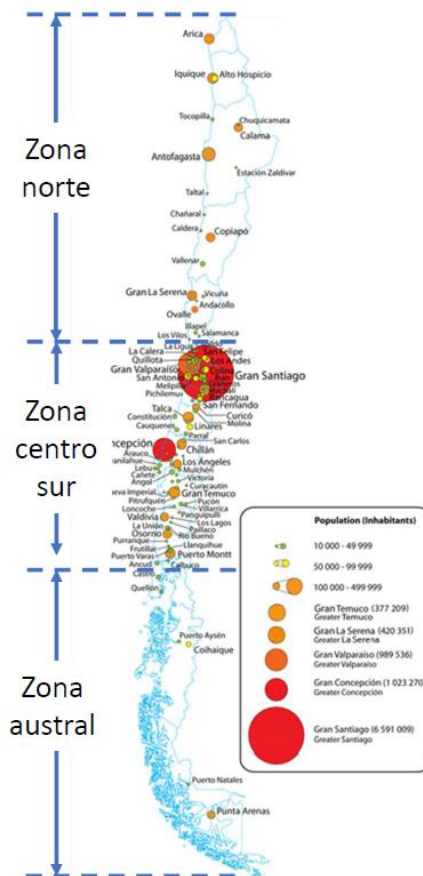 Zona
norte
Zona
centro
sur
Zona
austral
Arica
Iquique
Alto Hospicio
Tocopilla
Chuquicamata
Calama
Antofagasta
Estación Zaldivar
Taltal
Chañaral
Caldera
Copiapó
Vallenar
Gran La Serena
Vicuña
Andacollo
Ovalle
Illapel
Los Vilos
Salamanca
La Ligua
La Calera
San Felipe
Quillota
Los Andes
Gran Valparaíso
Colina
Gran Santiago
San Antonio
Buin
Melipilla
Graneros
Machalí
Pichilemu
Rancagua
San Fernando
Talca
Curicó
Constitución
Molina
Cauquenes
Linares
Parral
San Carlos
ncepción
Chillán
Arauco
anilahue
Los Angeles
Lebu
Mulchén
Cañete
Angol
Victoria
Curacautín
ueva Imperial
Gran Temuco
Pitrufquén
Pucón
Loncoche
Villarrica
Panguipulli
Valdivia
Los Lagos
La Unión
Paillaco
Osorno
Río Bueno
Purranque
Frutillar
Llanquihue
Puerto Varas
Puerto Montt
Ancud
Calbuco
Castro
Quellón
Puerto Aysén
Coihaique
Puerto Natales
Punta Arenas
Population (Inhabitants)
10 000 - 49 999
50 000 - 99 999
100 000 - 499 999
Gran Temuco (377 209)
Greater Temuco
Gran La Serena (420 351)
Greater La Serena
Gran Valparaíso (989 536)
Greater Valparaíso
Gran Concepción (1 023 270
Greater Concepción
Gran Santiago (6 591 009)
Greater Santiago